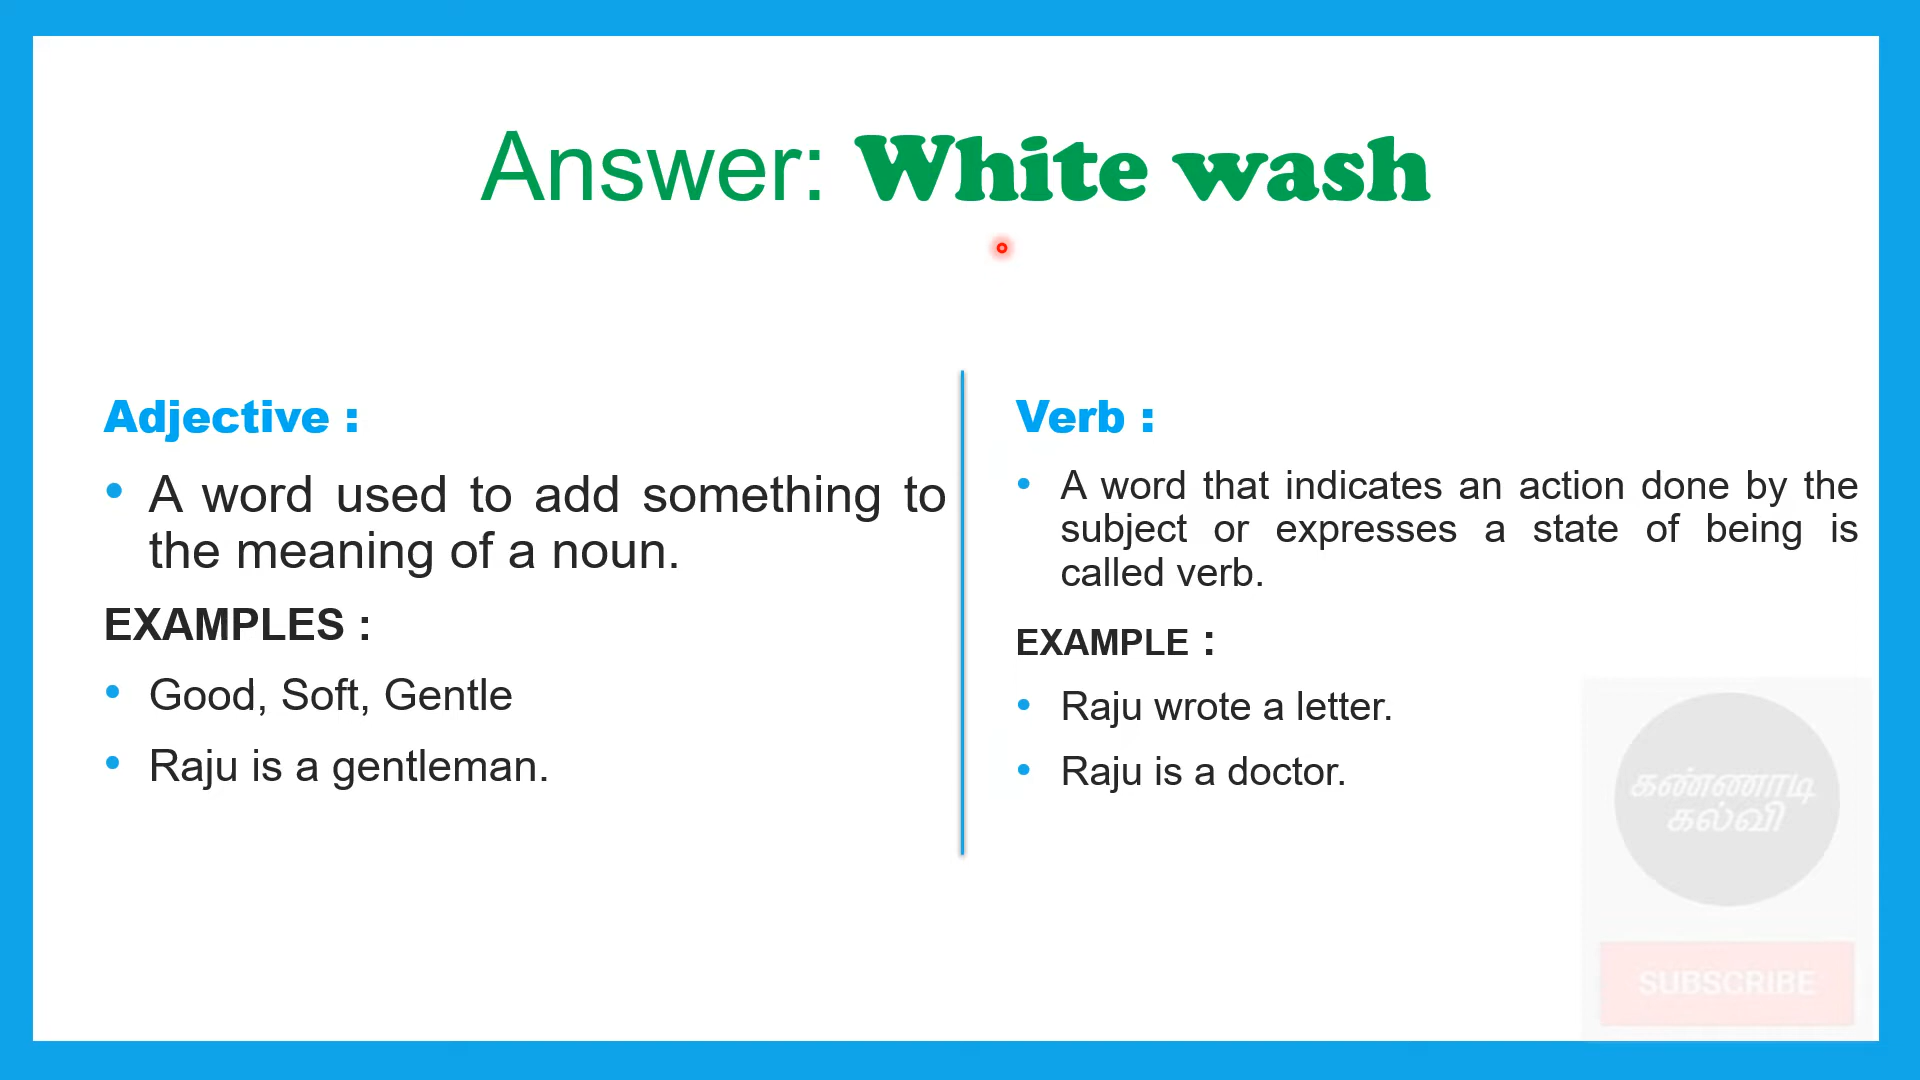 Answer: White wash
Adjective :
• A word used to add something to
the meaning of a noun.
EXAMPLES :
• Good, Soft, Gentle
• Raju is a gentleman.
Verb :
• A word that indicates an action done by the
subject or expresses a state of being is
called verb.
EXAMPLE :
• Raju wrote a letter.
• Raju is a doctor.
கண்ணாடி
கல்வி
SUBSCRIBE